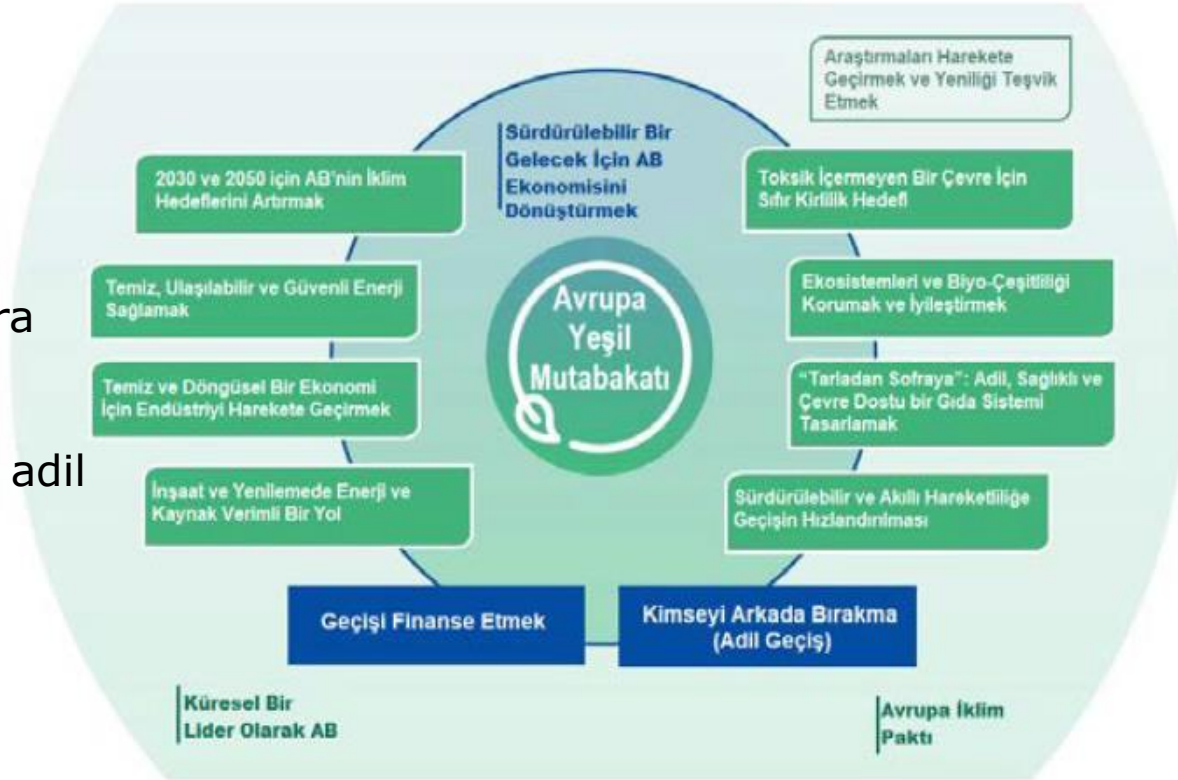 Araştırmaları Harekete
Geçirmek ve Yeniliği Teşvik
Etmek
Sürdürülebilir Bir
Gelecek İçin AB
Ekonomisini
Dönüştürmek
2030 ve 2050 için AB'nin İklim
Hedeflerini Artırmak
Toksik İçermeyen Bir Çevre İçin
Sıfır Kirlilik Hedefi
Temiz, Ulaşılabilir ve Güvenli Enerji
Sağlamak
Ekosistemleri ve Biyo-Çeşitliliği
Korumak ve İyileştirmek
ra
Avrupa
Yeşil
Mutabakatı
Temiz ve Döngüsel Bir Ekonomi
İçin Endüstriyi Harekete Geçirmek
"Tarladan Sofraya": Adil, Sağlıklı ve
Çevre Dostu bir Gıda Sistemi
Tasarlamak
adil
İnşaat ve Yenilemede Enerji ve
Kaynak Verimli Bir Yol
Sürdürülebilir ve Akıllı Hareketliliğe
Geçişin Hızlandırılması
Geçişi Finanse Etmek
Kimseyi Arkada Bırakma
(Adil Geçiş)
Küresel Bir
Lider Olarak AB
Avrupa İklim
Paktı